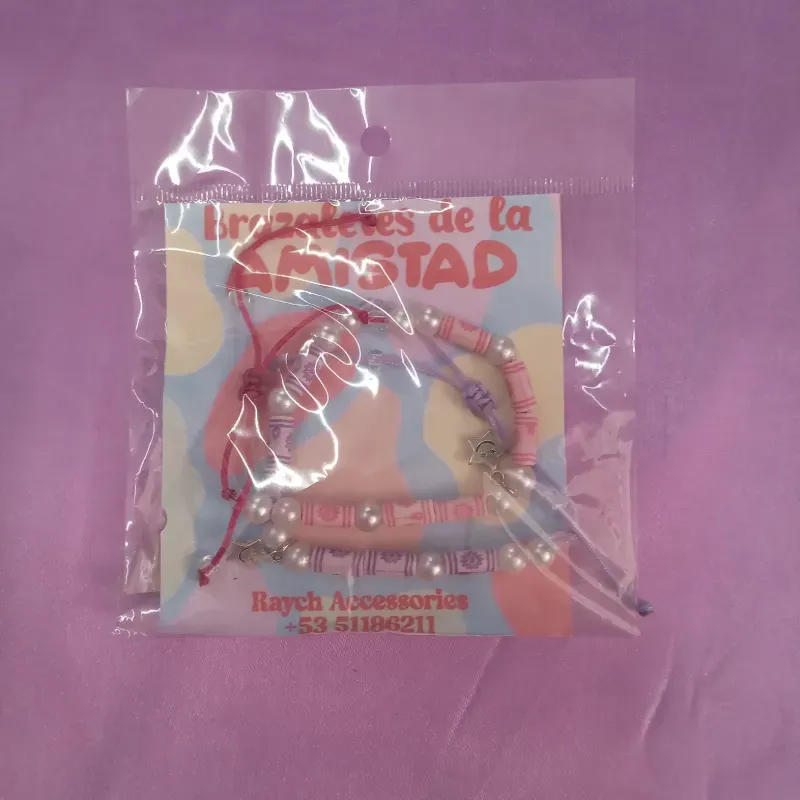 Brazaletes de la
AMISTAD
Raych Accessories
+53 51186211